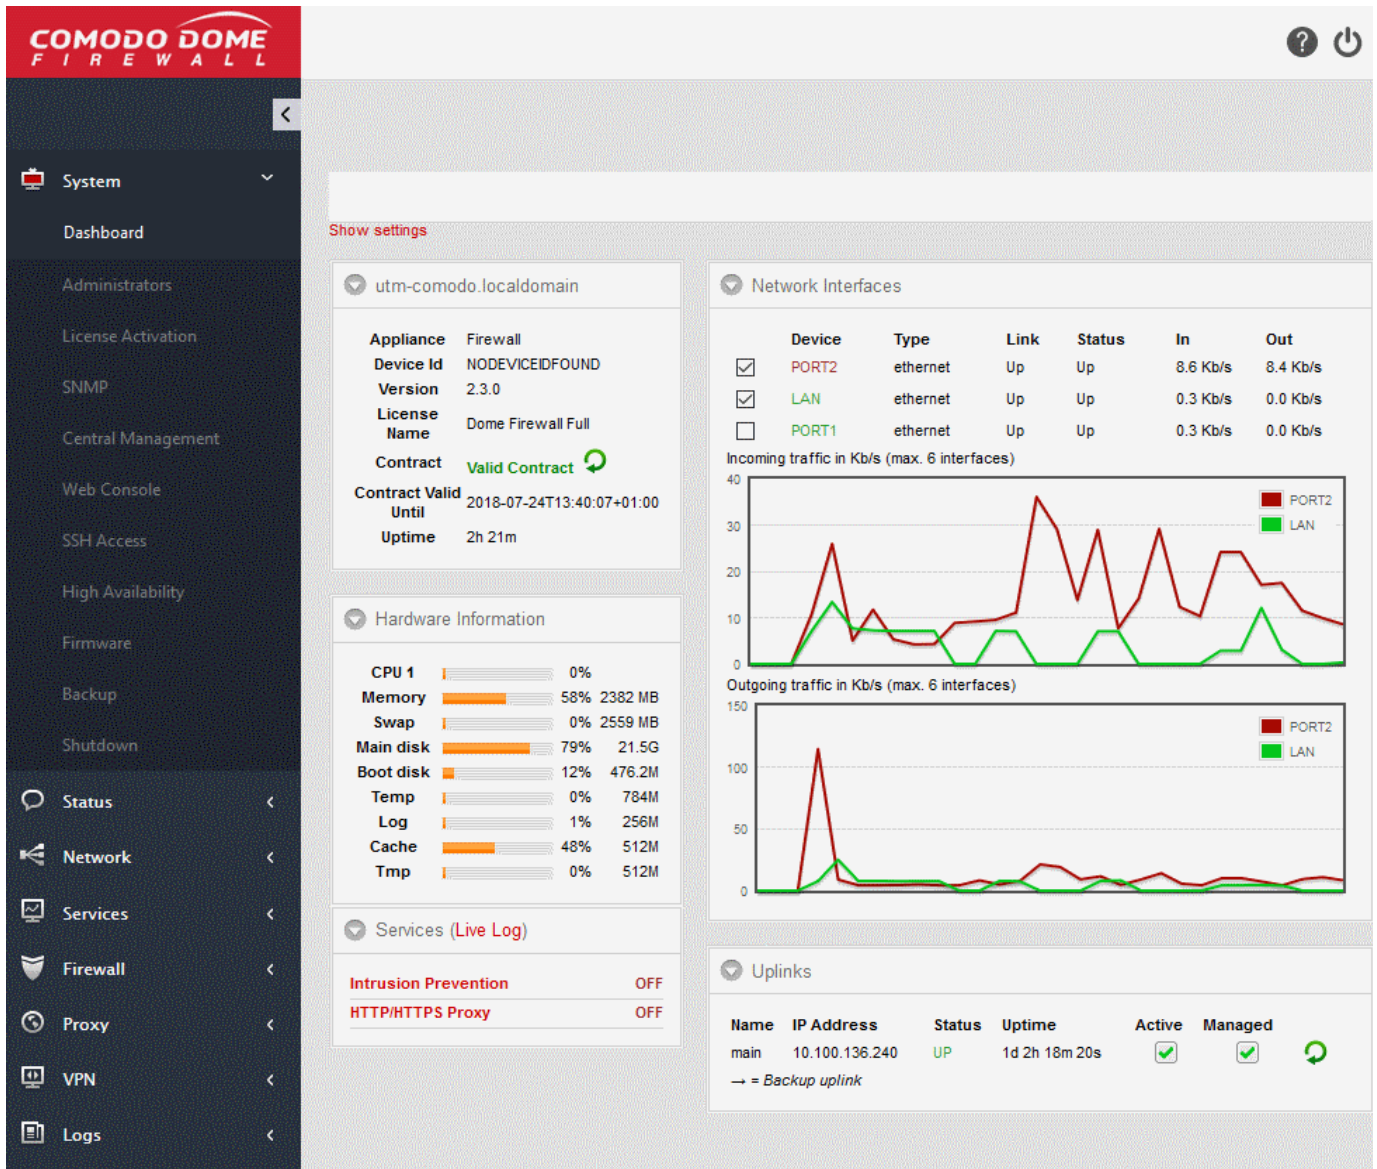 COMODO DOME
FIREWALL
System
Dashboard
Administrators
License Activation
SNMP
Central Management
Web Console
SSH Access
High Availability
Firmware
Backup
Shutdown
Status
Network
Services
Firewall
Proxy
VPN
Logs
Show settings
utm-comodo.localdomain
Appliance Firewall
Device Id NODEVICEIDFOUND
Version 2.3.0
License Name Dome Firewall Full
Contract Valid Contract
Contract Valid Until 2018-07-24T13:40:07+01:00
Uptime 2h 21m
Hardware Information
CPU 1 0%
Memory 58% 2382 MB
Swap 0% 2559 MB
Main disk 79% 21.5G
Boot disk 12% 476.2M
Temp 0% 784M
Log 1% 256M
Cache 48% 512M
Tmp 0% 512M
Services (Live Log)
Intrusion Prevention OFF
HTTP/HTTPS Proxy OFF
Network Interfaces
Device Type Link Status In Out
PORT2 ethernet Up Up 8.6 Kb/s 8.4 Kb/s
LAN ethernet Up Up 0.3 Kb/s 0.0 Kb/s
PORT1 ethernet Up Up 0.3 Kb/s 0.0 Kb/s
Incoming traffic in Kb/s (max. 6 interfaces)
40
30
20
10
0
PORT2
LAN
Outgoing traffic in Kb/s (max. 6 interfaces)
150
100
50
0
PORT2
LAN
Uplinks
Name IP Address Status Uptime Active Managed
main 10.100.136.240 UP 1d 2h 18m 20s
→ = Backup uplink